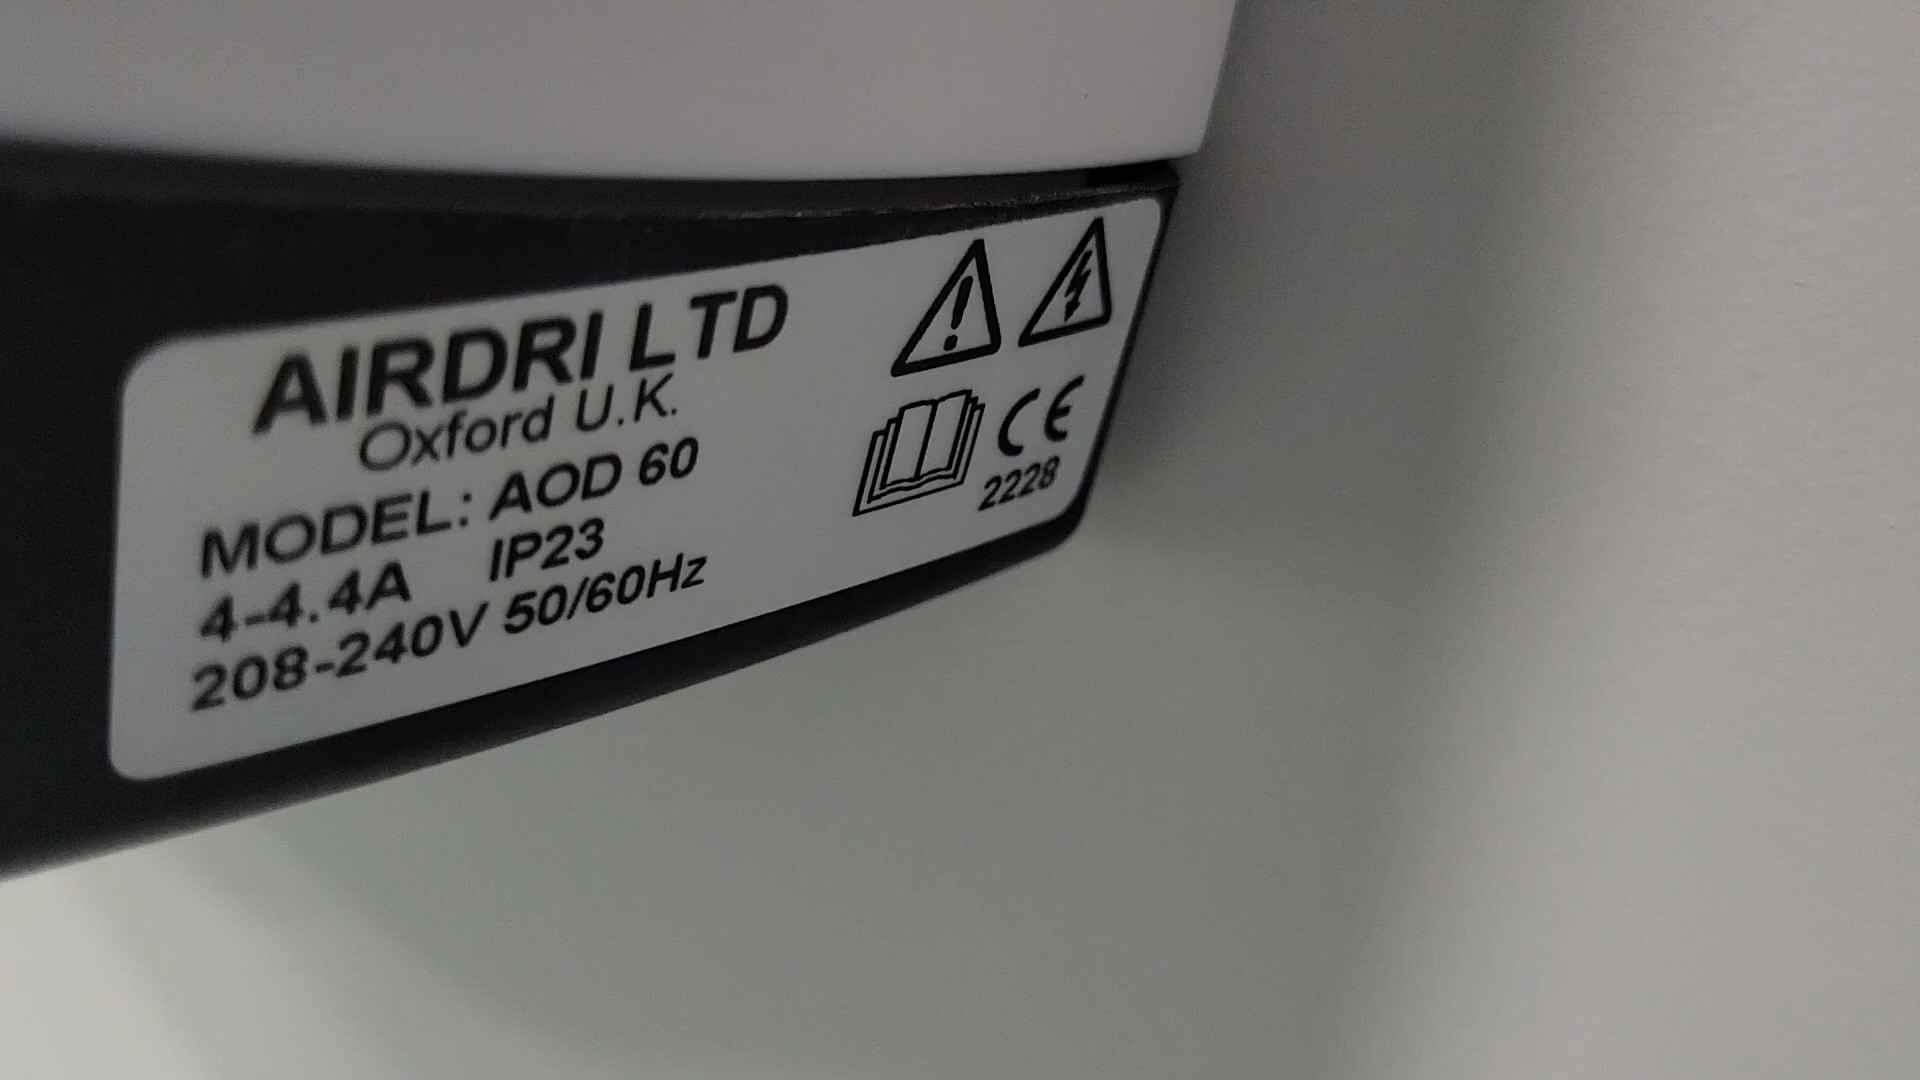 AIRDRI LTD
Oxford U.K.
MODEL: AOD 60
4-4.4A IP23
208-240V 50/60Hz
CE
2228